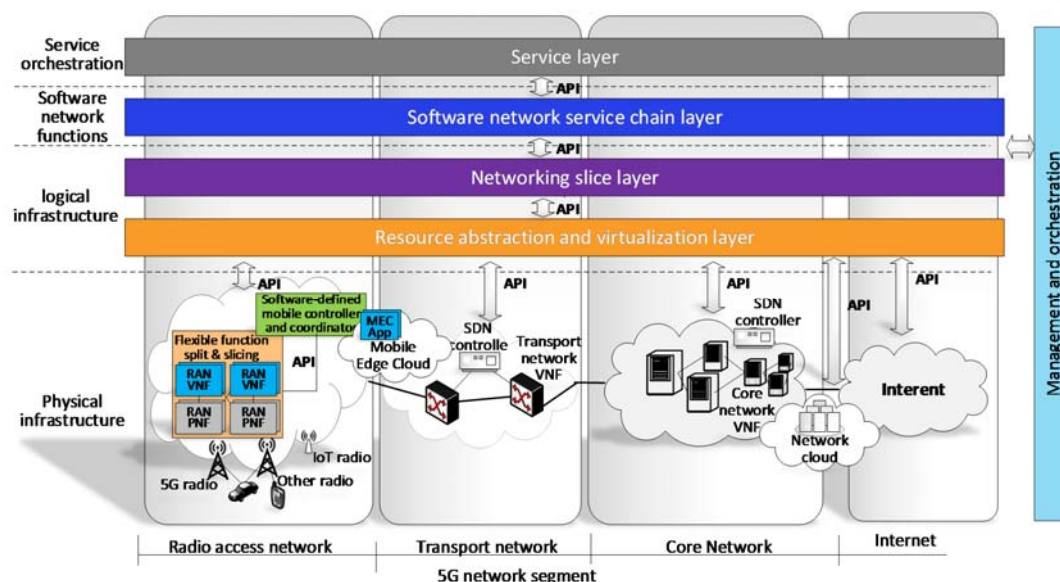 Service
orchestration
Service layer
API
Software
network
functions
Software network service chain layer
API
Networking slice layer
logical
infrastructure
API
Resource abstraction and virtualization layer
Management and orchestration
API
API
API
API
API
Software-defined
mobile controller
and coordinator
MEC
App
Mobile
Edge Cloud
SDN
controlle
Transport
network
VNF
SDN
controller
Flexible function
split & slicing
API
RAN
VNF
RAN
VNF
RAN
PNF
RAN
PNF
Physical
infrastructure
Core
network
VNF
Interent
Network
cloud
IoT radio
5G radio
Other radio
Radio access network
Transport network
Core Network
Internet
5G network segment